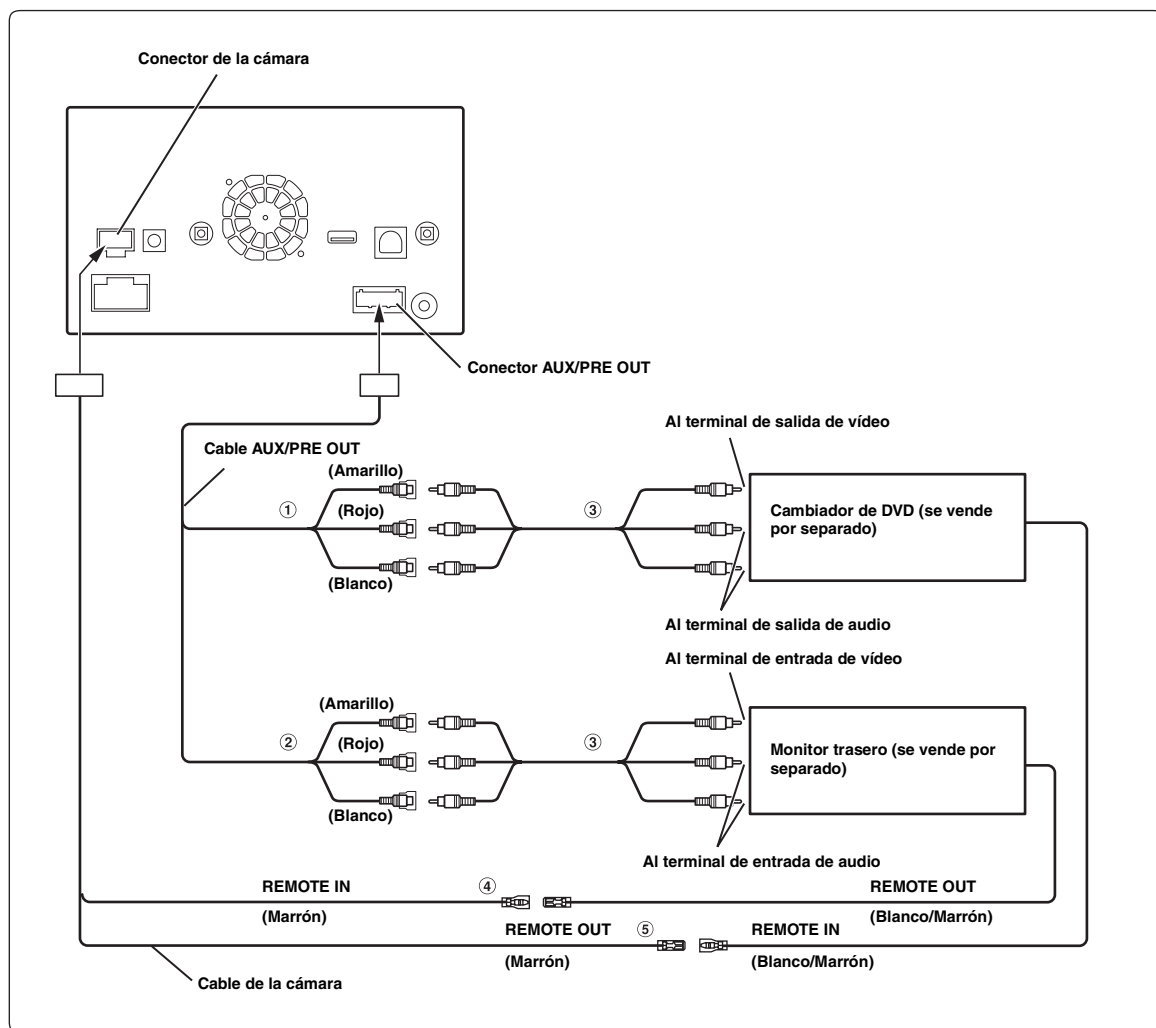 Conector de la cámara
Conector AUX/PRE OUT
Al terminal de salida de vídeo
Cable AUX/PRE OUT
(Amarillo)
①
(Rojo)
③
Cambiador de DVD (se vende
por separado)
(Blanco)
Al terminal de salida de audio
Al terminal de entrada de vídeo
(Amarillo)
②
(Rojo)
③
Monitor trasero (se vende por
separado)
(Blanco)
Al terminal de entrada de audio
REMOTE IN
④
REMOTE OUT
(Marrón)
(Blanco/Marrón)
REMOTE OUT
⑤
REMOTE IN
(Marrón)
(Blanco/Marrón)
Cable de la cámara